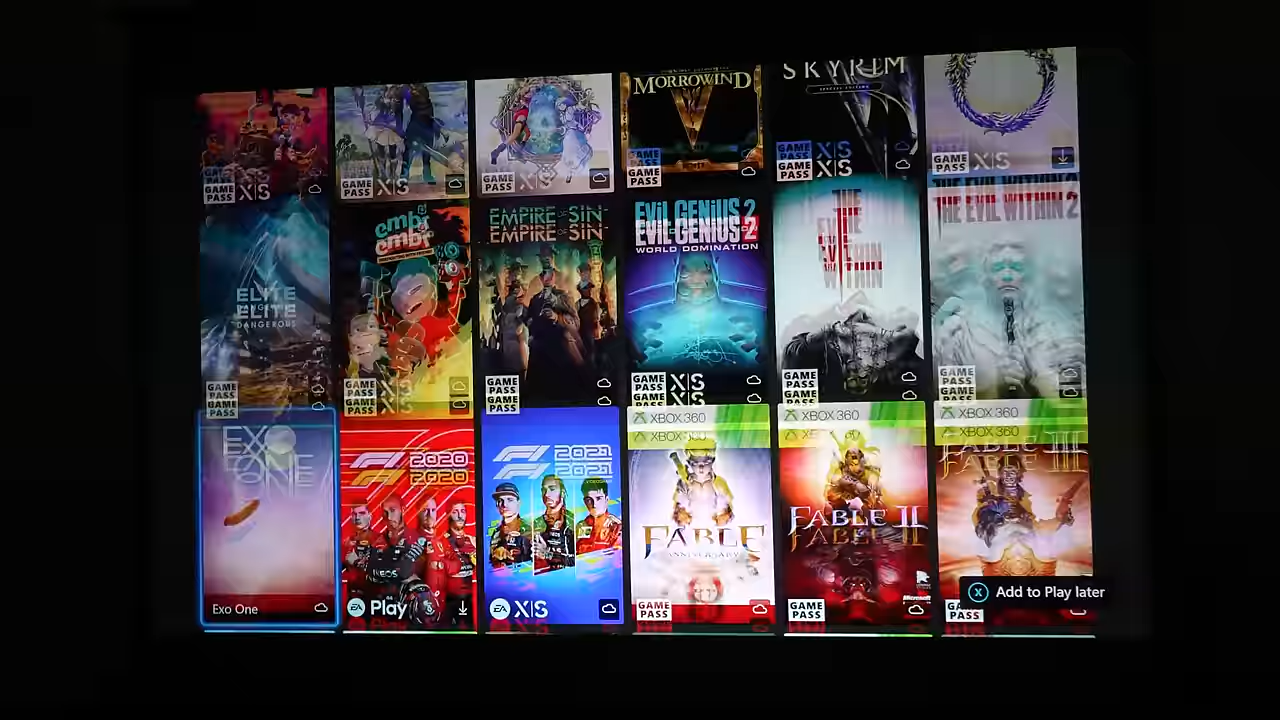 MORROWIND
SKYRIM
SPECIAL EDITION
GAME PASS X|S
GAME PASS X|S
GAME PASS X|S
GAME PASS
GAME PASS X|S
GAME PASS X|S
ELITE
DANGEROUS
EMPIRE OF SIN
EVIL GENIUS 2
WORLD DOMINATION
THE
EVIL
WITHIN
THE EVIL WITHIN 2
GAME PASS
GAME PASS X|S
GAME PASS
GAME PASS X|S
GAME PASS
GAME PASS
EXO
ONE
F1 2020
F1 2021
XBOX 360
XBOX 360
XBOX 360
FABLE
ANNIVERSARY
FABLE II
FABLE III
INEOS
Microsoft
Exo One
EA Play
EA X|S
GAME PASS
GAME PASS
GAME PASS
X Add to Play later